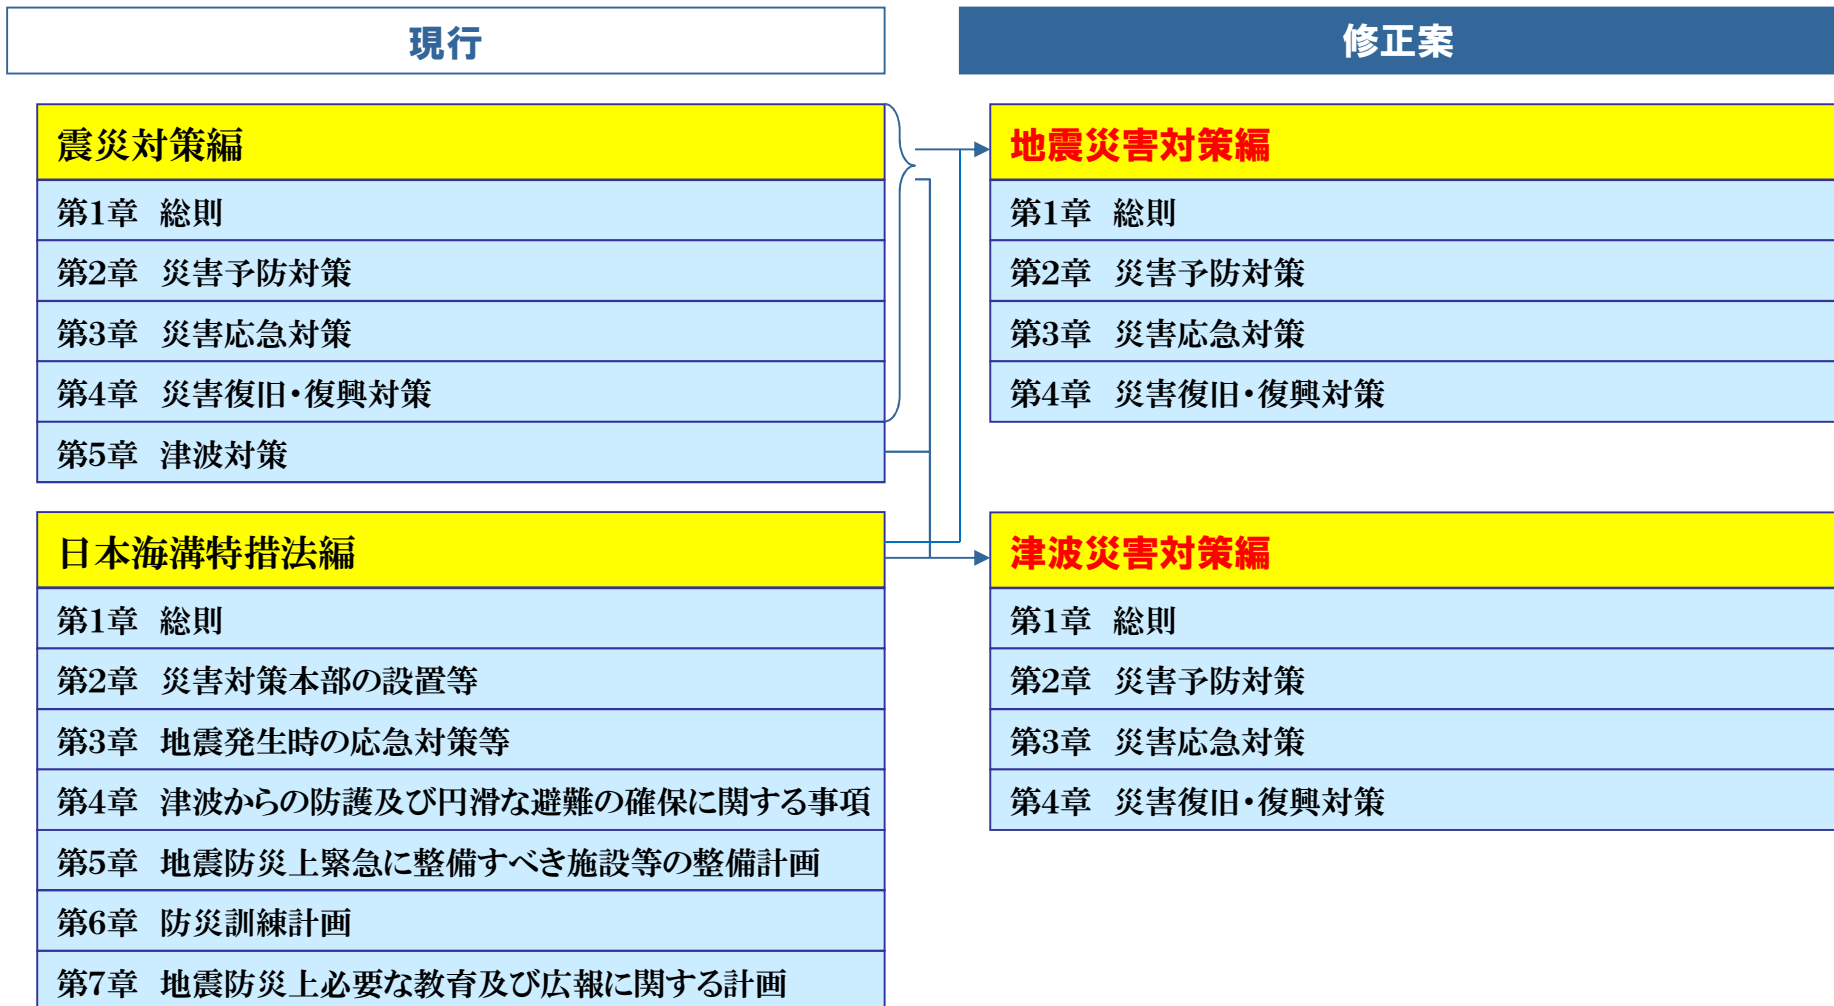 現行
震災対策編
第1章 総則
第2章 災害予防対策
第3章 災害応急対策
第4章 災害復旧・復興対策
第5章 津波対策
日本海溝特措法編
第1章 総則
第2章 災害対策本部の設置等
第3章 地震発生時の応急対策等
第4章 津波からの防護及び円滑な避難の確保に関する事項
第5章 地震防災上緊急に整備すべき施設等の整備計画
第6章 防災訓練計画
第7章 地震防災上必要な教育及び広報に関する計画
修正案
地震災害対策編
第1章 総則
第2章 災害予防対策
第3章 災害応急対策
第4章 災害復旧・復興対策
津波災害対策編
第1章 総則
第2章 災害予防対策
第3章 災害応急対策
第4章 災害復旧・復興対策